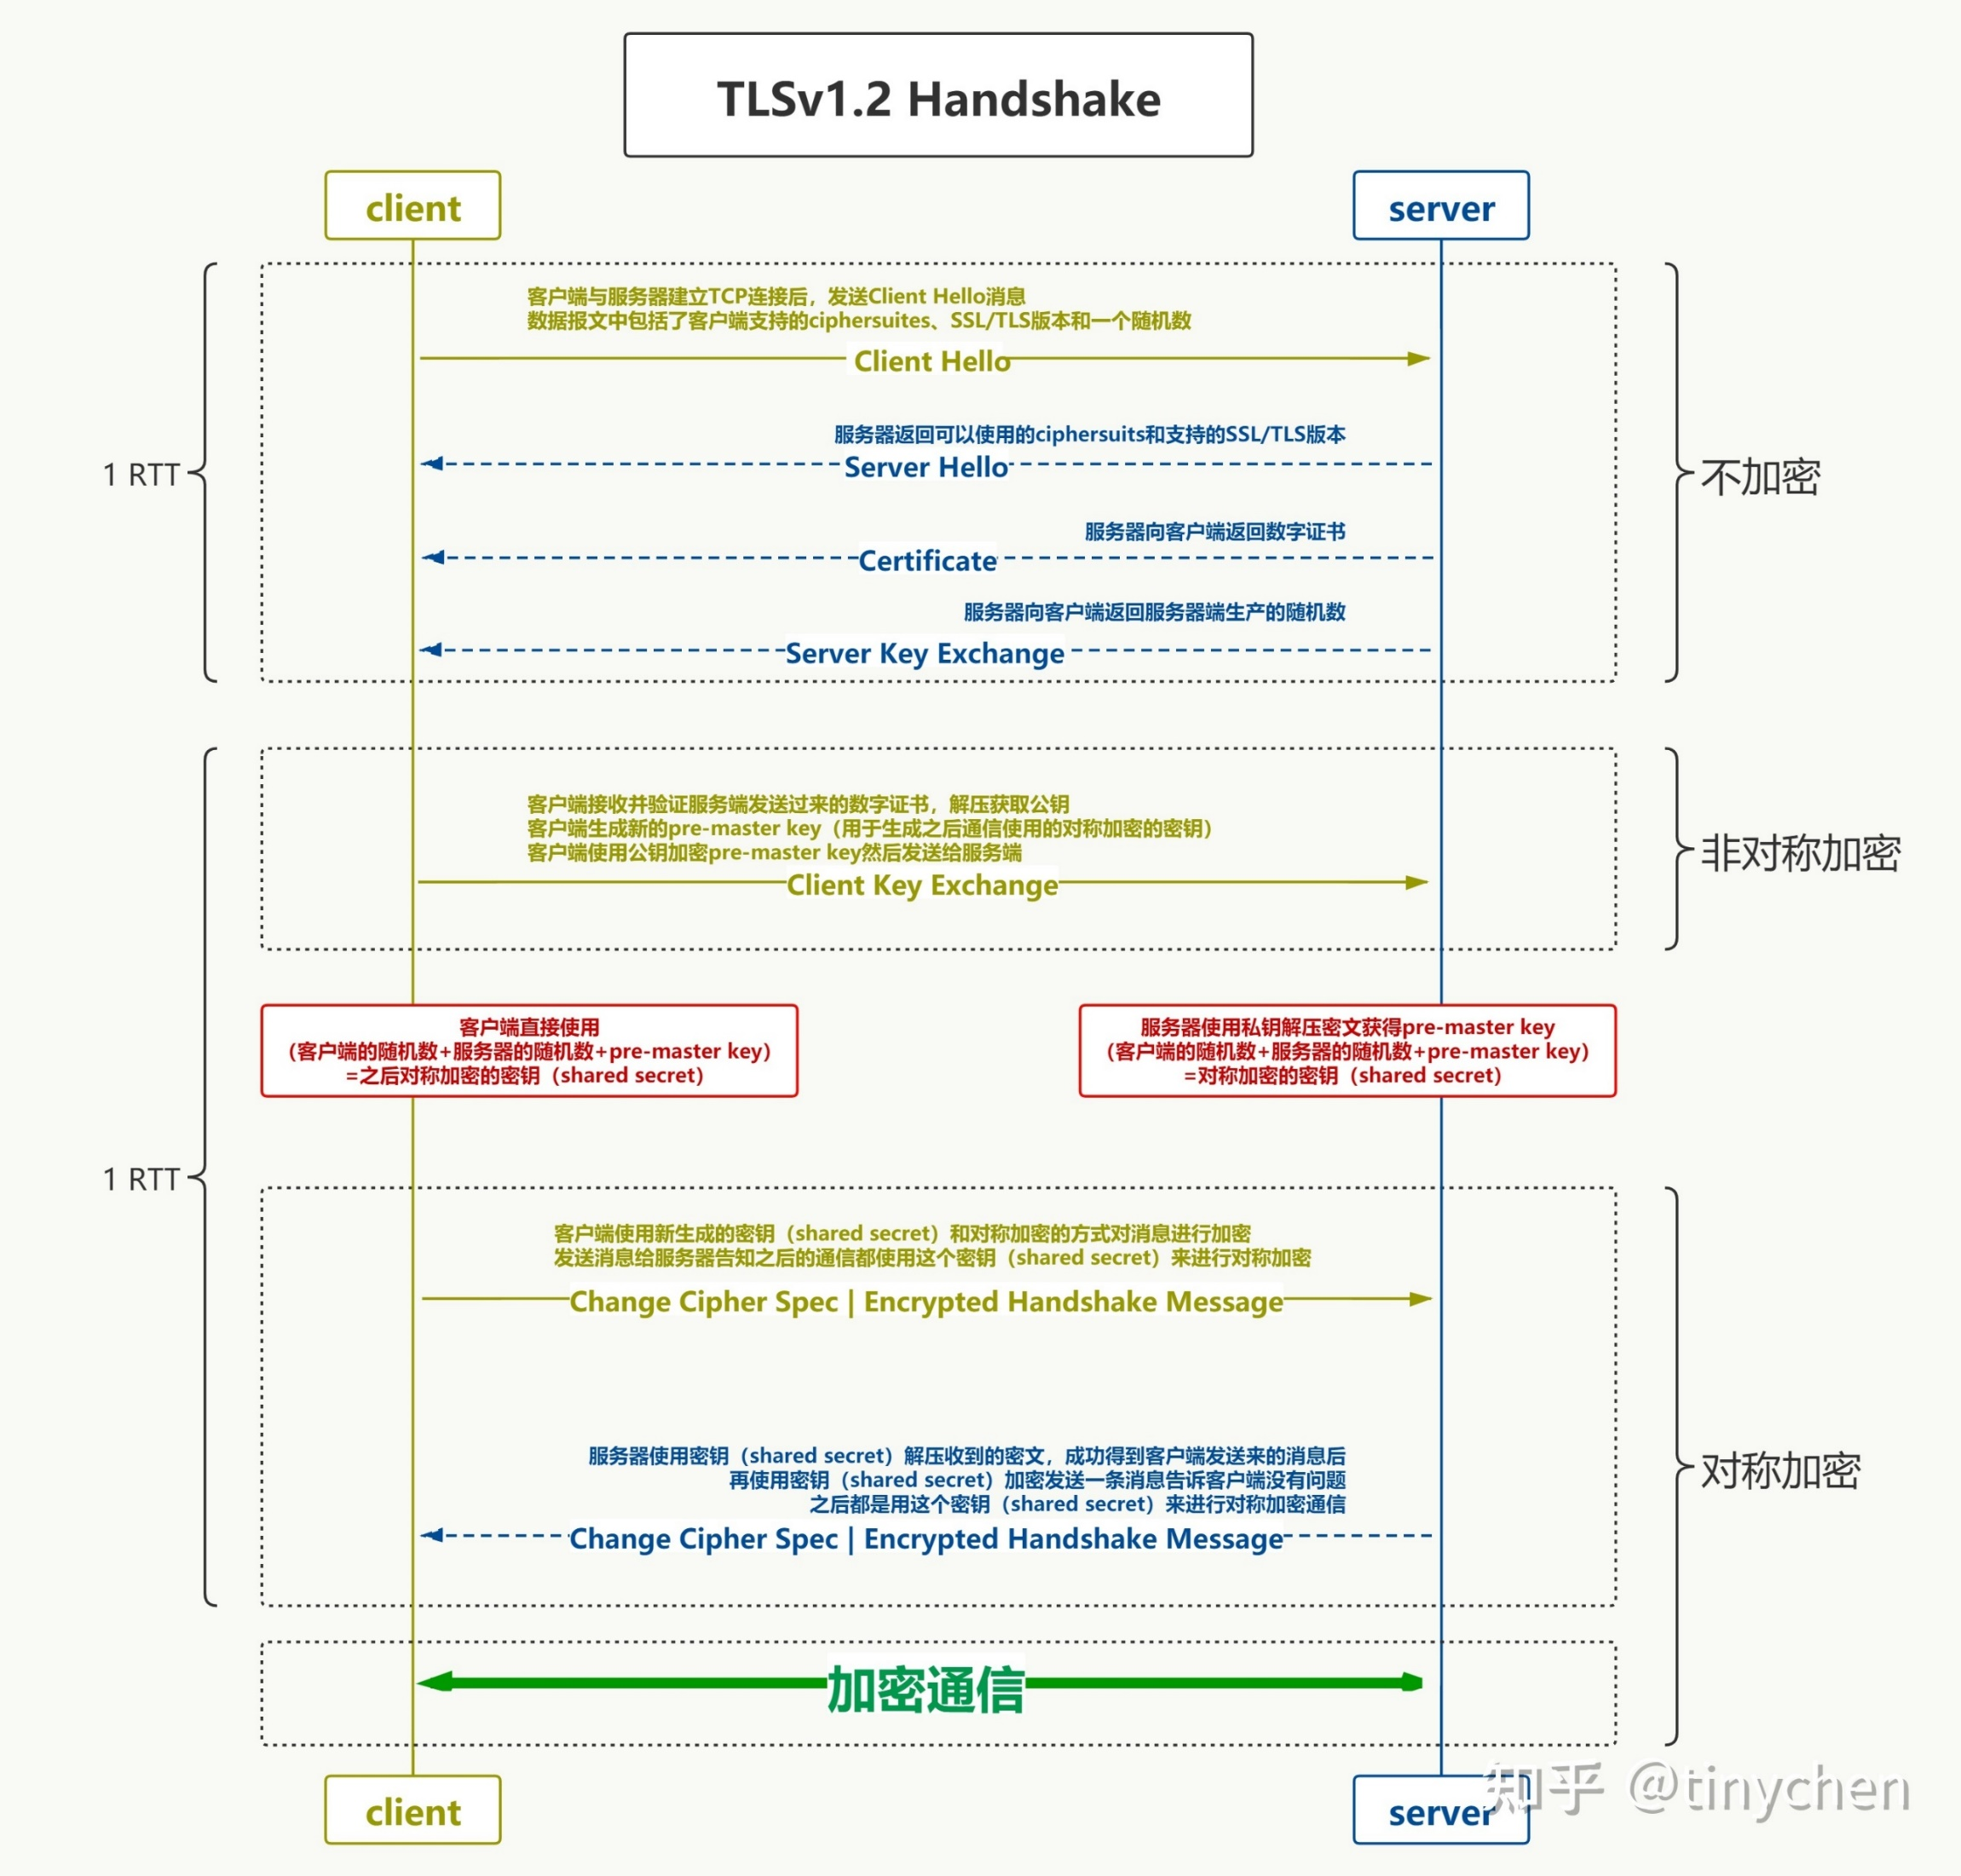 TLSv1.2 Handshake
client
server
客户端与服务器建立TCP连接后，发送Client Hello消息
数据报文中包括了客户端支持的ciphersuites、SSL/TLS版本和一个随机数
Client Hello
服务器返回可以使用的ciphersuits和支持的SSL/TLS版本
Server Hello
1 RTT
不加密
服务器向客户端返回数字证书
Certificate
服务器向客户端返回服务器端生产的随机数
Server Key Exchange
客户端接收并验证服务端发送过来的数字证书，解压获取公钥
客户端生成新的pre-master key（用于生成之后通信使用的对称加密的密钥）
客户端使用公钥加密pre-master key然后发送给服务端
Client Key Exchange
非对称加密
客户端直接使用
（客户端的随机数+服务器的随机数+pre-master key）
=之后对称加密的密钥（shared secret）
服务器使用私钥解压密文获得pre-master key
（客户端的随机数+服务器的随机数+pre-master key）
=对称加密的密钥（shared secret）
1 RTT
客户端使用新生成的密钥（shared secret）和对称加密的方式对消息进行加密
发送消息给服务器告知之后的通信都使用这个密钥（shared secret）来进行对称加密
Change Cipher Spec | Encrypted Handshake Message
服务器使用密钥（shared secret）解压收到的密文，成功得到客户端发送来的消息后
再使用密钥（shared secret）加密发送一条消息告诉客户端没有问题
之后都是用这个密钥（shared secret）来进行对称加密通信
Change Cipher Spec | Encrypted Handshake Message
对称加密
加密通信
client
server
知乎 @tinychen